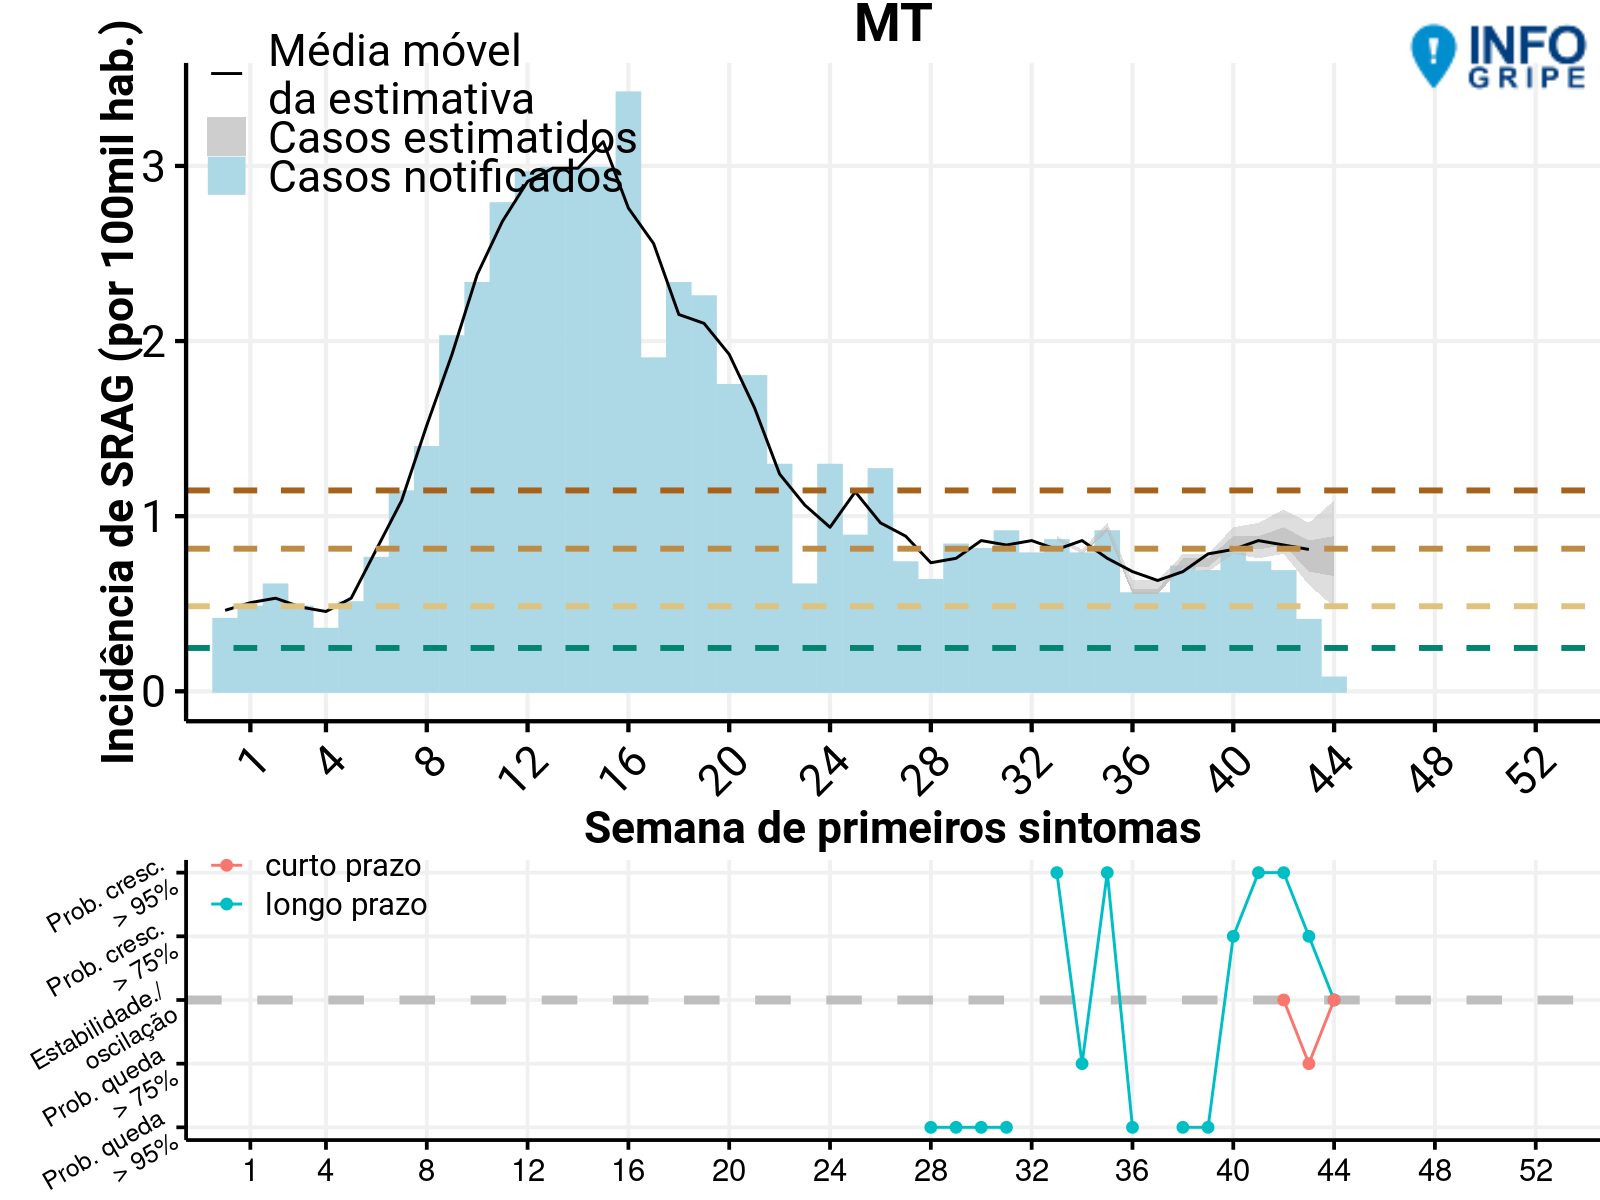 MT
INFO
GRIPE
Média móvel
da estimativa
Casos estimatidos
Casos notificados
Incidência de SRAG (por 100mil hab.)
3
2
1
0
1 4 8 12 16 20 24 28 32 36 40 44 48 52
Semana de primeiros sintomas
curto prazo
longo prazo
Prob. cresc.
> 95%
Prob. cresc.
> 75%
Estabilidade./
oscilação
Prob. queda
> 75%
Prob. queda
> 95%
1 4 8 12 16 20 24 28 32 36 40 44 48 52